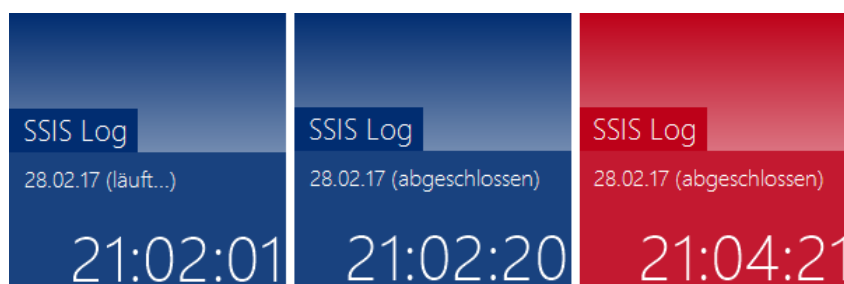 SSIS Log
28.02.17 (läuft...)
21:02:01
SSIS Log
28.02.17 (abgeschlossen)
21:02:20
SSIS Log
28.02.17 (abgeschlossen)
21:04:21